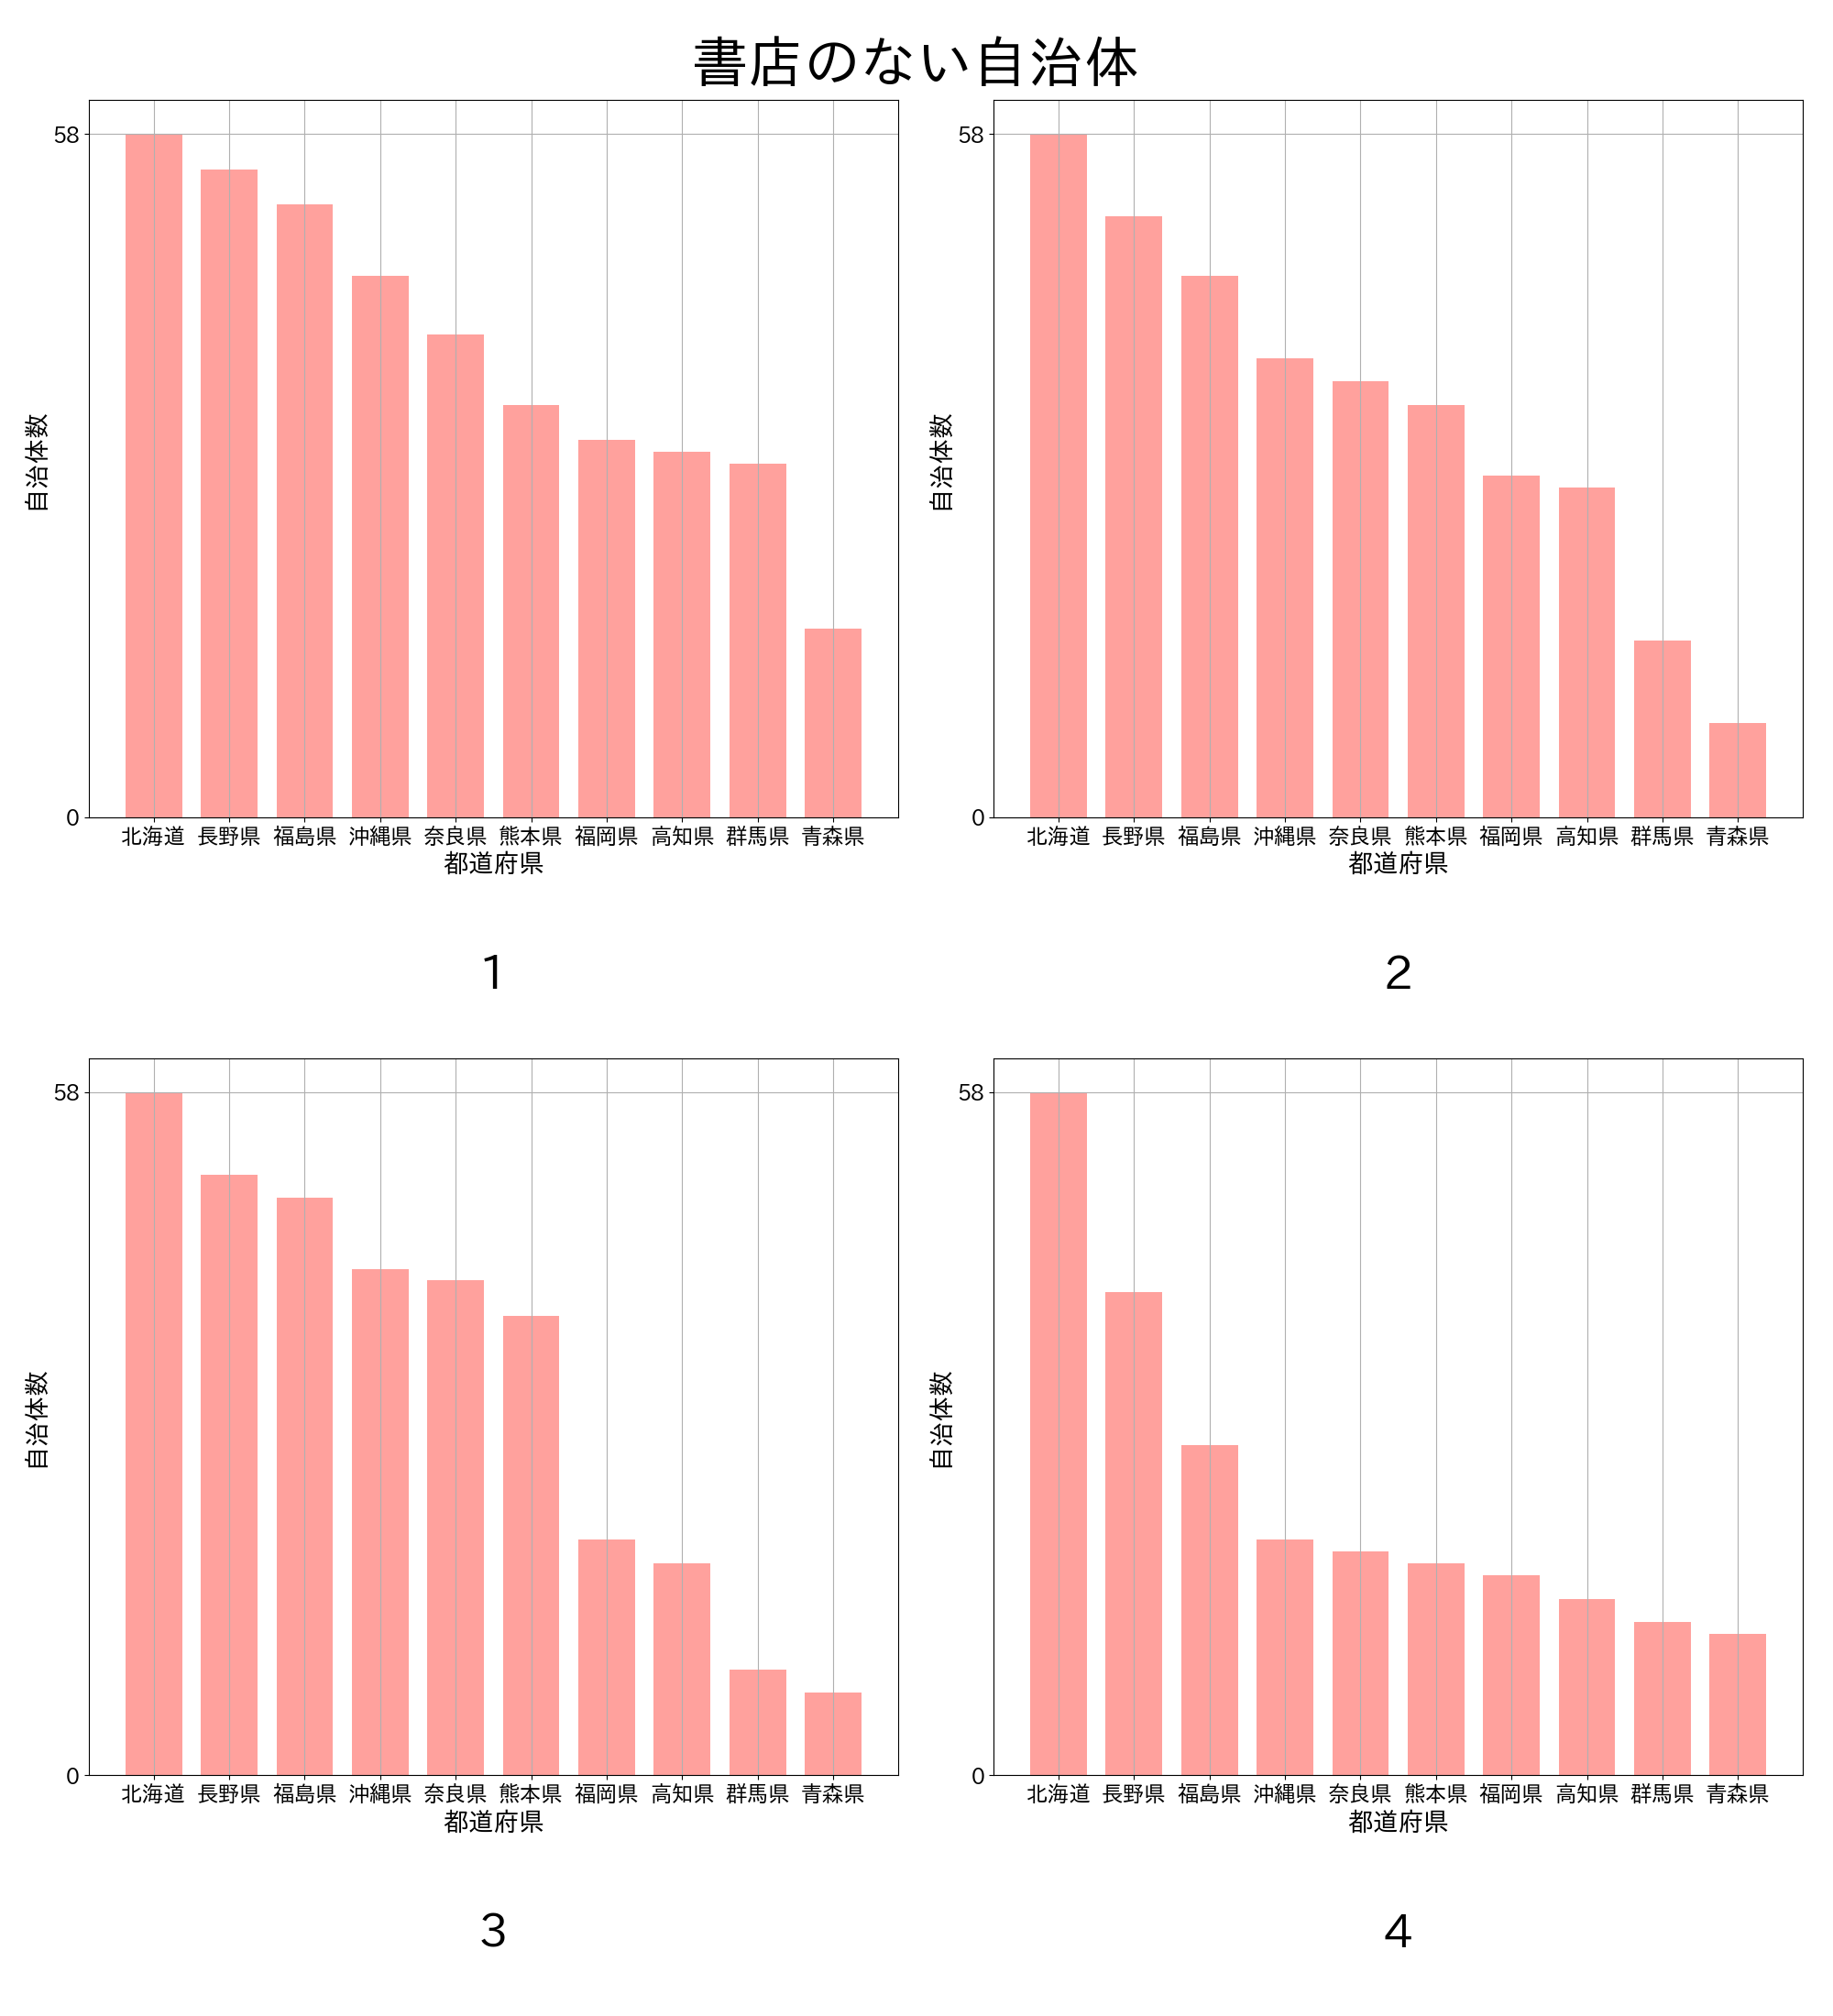 書店のない自治体
58
0
自治体数
北海道 長野県 福島県 沖縄県 奈良県 熊本県 福岡県 高知県 群馬県 青森県
都道府県
1
58
0
自治体数
北海道 長野県 福島県 沖縄県 奈良県 熊本県 福岡県 高知県 群馬県 青森県
都道府県
2
58
0
自治体数
北海道 長野県 福島県 沖縄県 奈良県 熊本県 福岡県 高知県 群馬県 青森県
都道府県
3
58
0
自治体数
北海道 長野県 福島県 沖縄県 奈良県 熊本県 福岡県 高知県 群馬県 青森県
都道府県
4